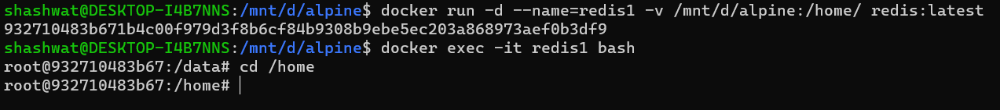 shashwat@DESKTOP-I4B7NNS:/mnt/d/alpine$ docker run -d --name=redis1 -v /mnt/d/alpine:/home/ redis:latest
932710483b671b4c00f979d3f8b6cf84b9308b9ebe5ec203a868973aef0b3df9
shashwat@DESKTOP-I4B7NNS:/mnt/d/alpine$ docker exec -it redis1 bash
root@932710483b67:/data# cd /home
root@932710483b67:/home#